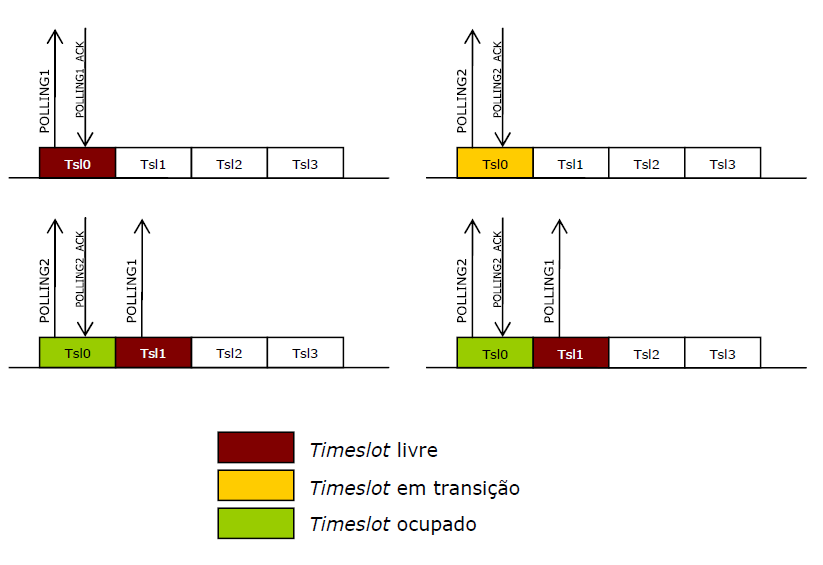 POLLING1
POLLING1_ACK
Tsl0 Tsl1 Tsl2 Tsl3
POLLING2
POLLING2_ACK
Tsl0 Tsl1 Tsl2 Tsl3
POLLING2
POLLING2_ACK
POLLING1
Tsl0 Tsl1 Tsl2 Tsl3
POLLING2
POLLING2_ACK
POLLING1
Tsl0 Tsl1 Tsl2 Tsl3
Timeslot livre
Timeslot em transição
Timeslot ocupado